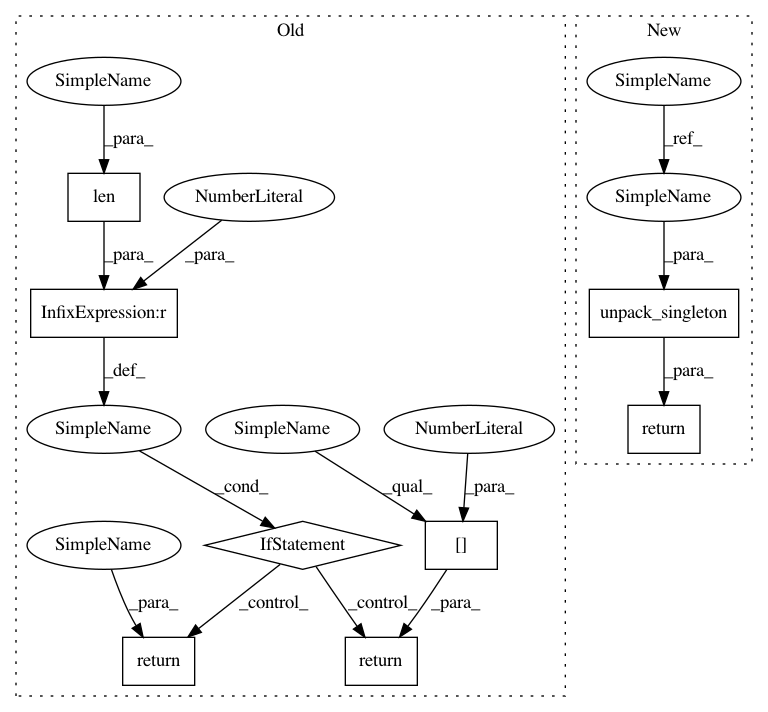 Old
New
SimpleName
SimpleName
_para_
_ref_
len
NumberLiteral
SimpleName
_para_
_para_
_para_
InfixExpression:r
unpack_singleton
_def_
_para_
SimpleName
SimpleName
NumberLiteral
return
_cond_
_qual_
_para_
SimpleName
IfStatement
[]
_para_
_control_
_control_
_para_
return
return